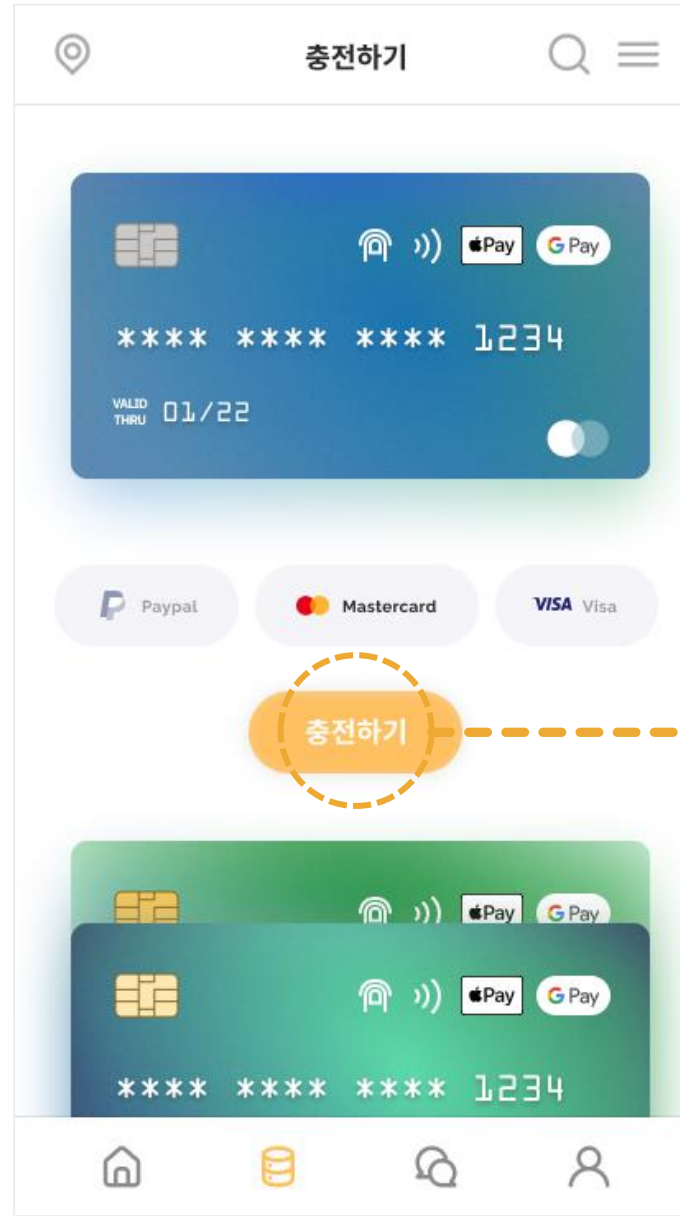 충전하기
Pay G Pay
**** **** **** 1234
VALID THRU 01/22
Paypal Mastercard VISA Visa
충전하기
Pay G Pay
Pay G Pay
**** **** **** 1234